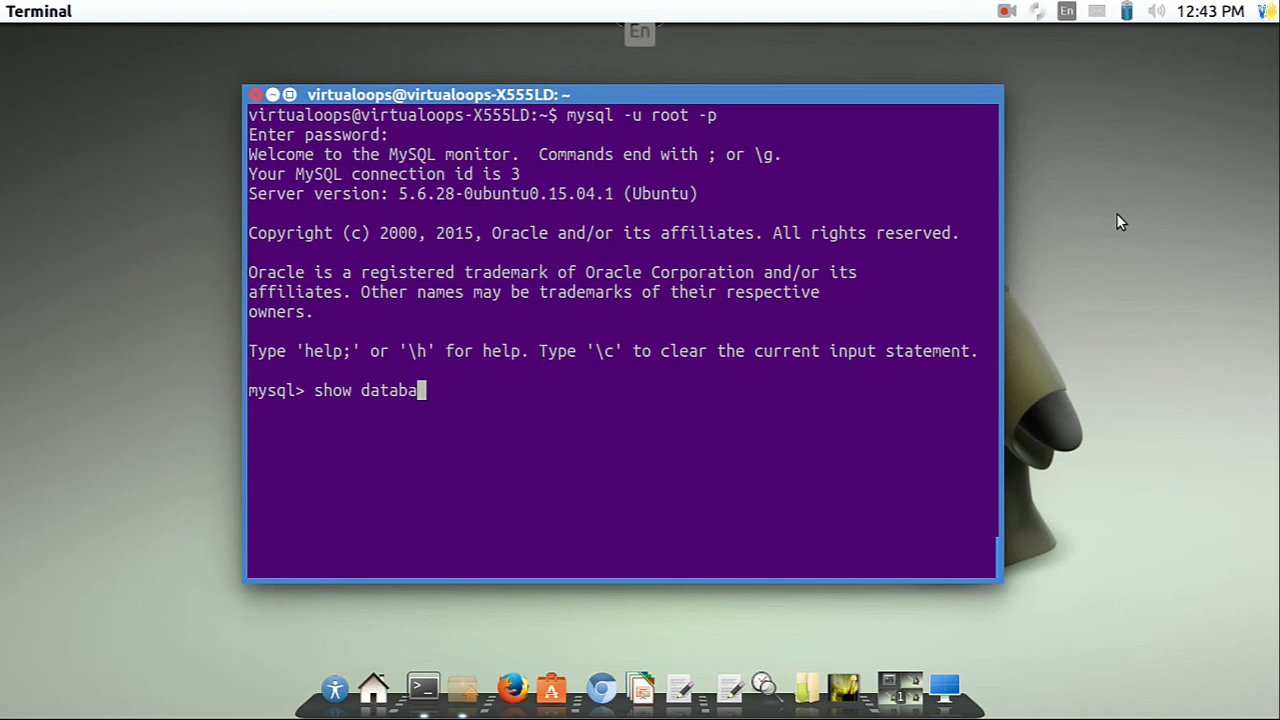 Terminal
En
12:43 PM
En
virtualoops@virtualoops-X555LD: ~
virtualoops@virtualoops-X555LD:~$ mysql -u root -p
Enter password:
Welcome to the MySQL monitor.  Commands end with ; or \g.
Your MySQL connection id is 3
Server version: 5.6.28-0ubuntu0.15.04.1 (Ubuntu)
Copyright (c) 2000, 2015, Oracle and/or its affiliates. All rights reserved.
Oracle is a registered trademark of Oracle Corporation and/or its
affiliates. Other names may be trademarks of their respective
owners.
Type 'help;' or '\h' for help. Type '\c' to clear the current input statement.
mysql> show databa
>_
A
1